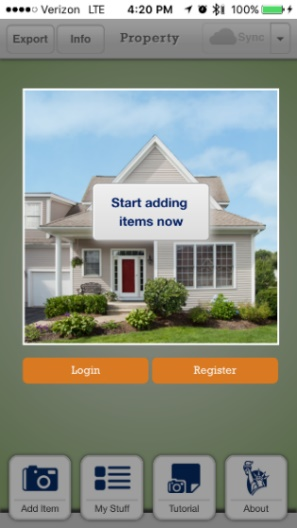 Verizon LTE 4:20 PM 100%
Export Info Property Sync
Start adding
items now
Login Register
Add Item My Stuff Tutorial About